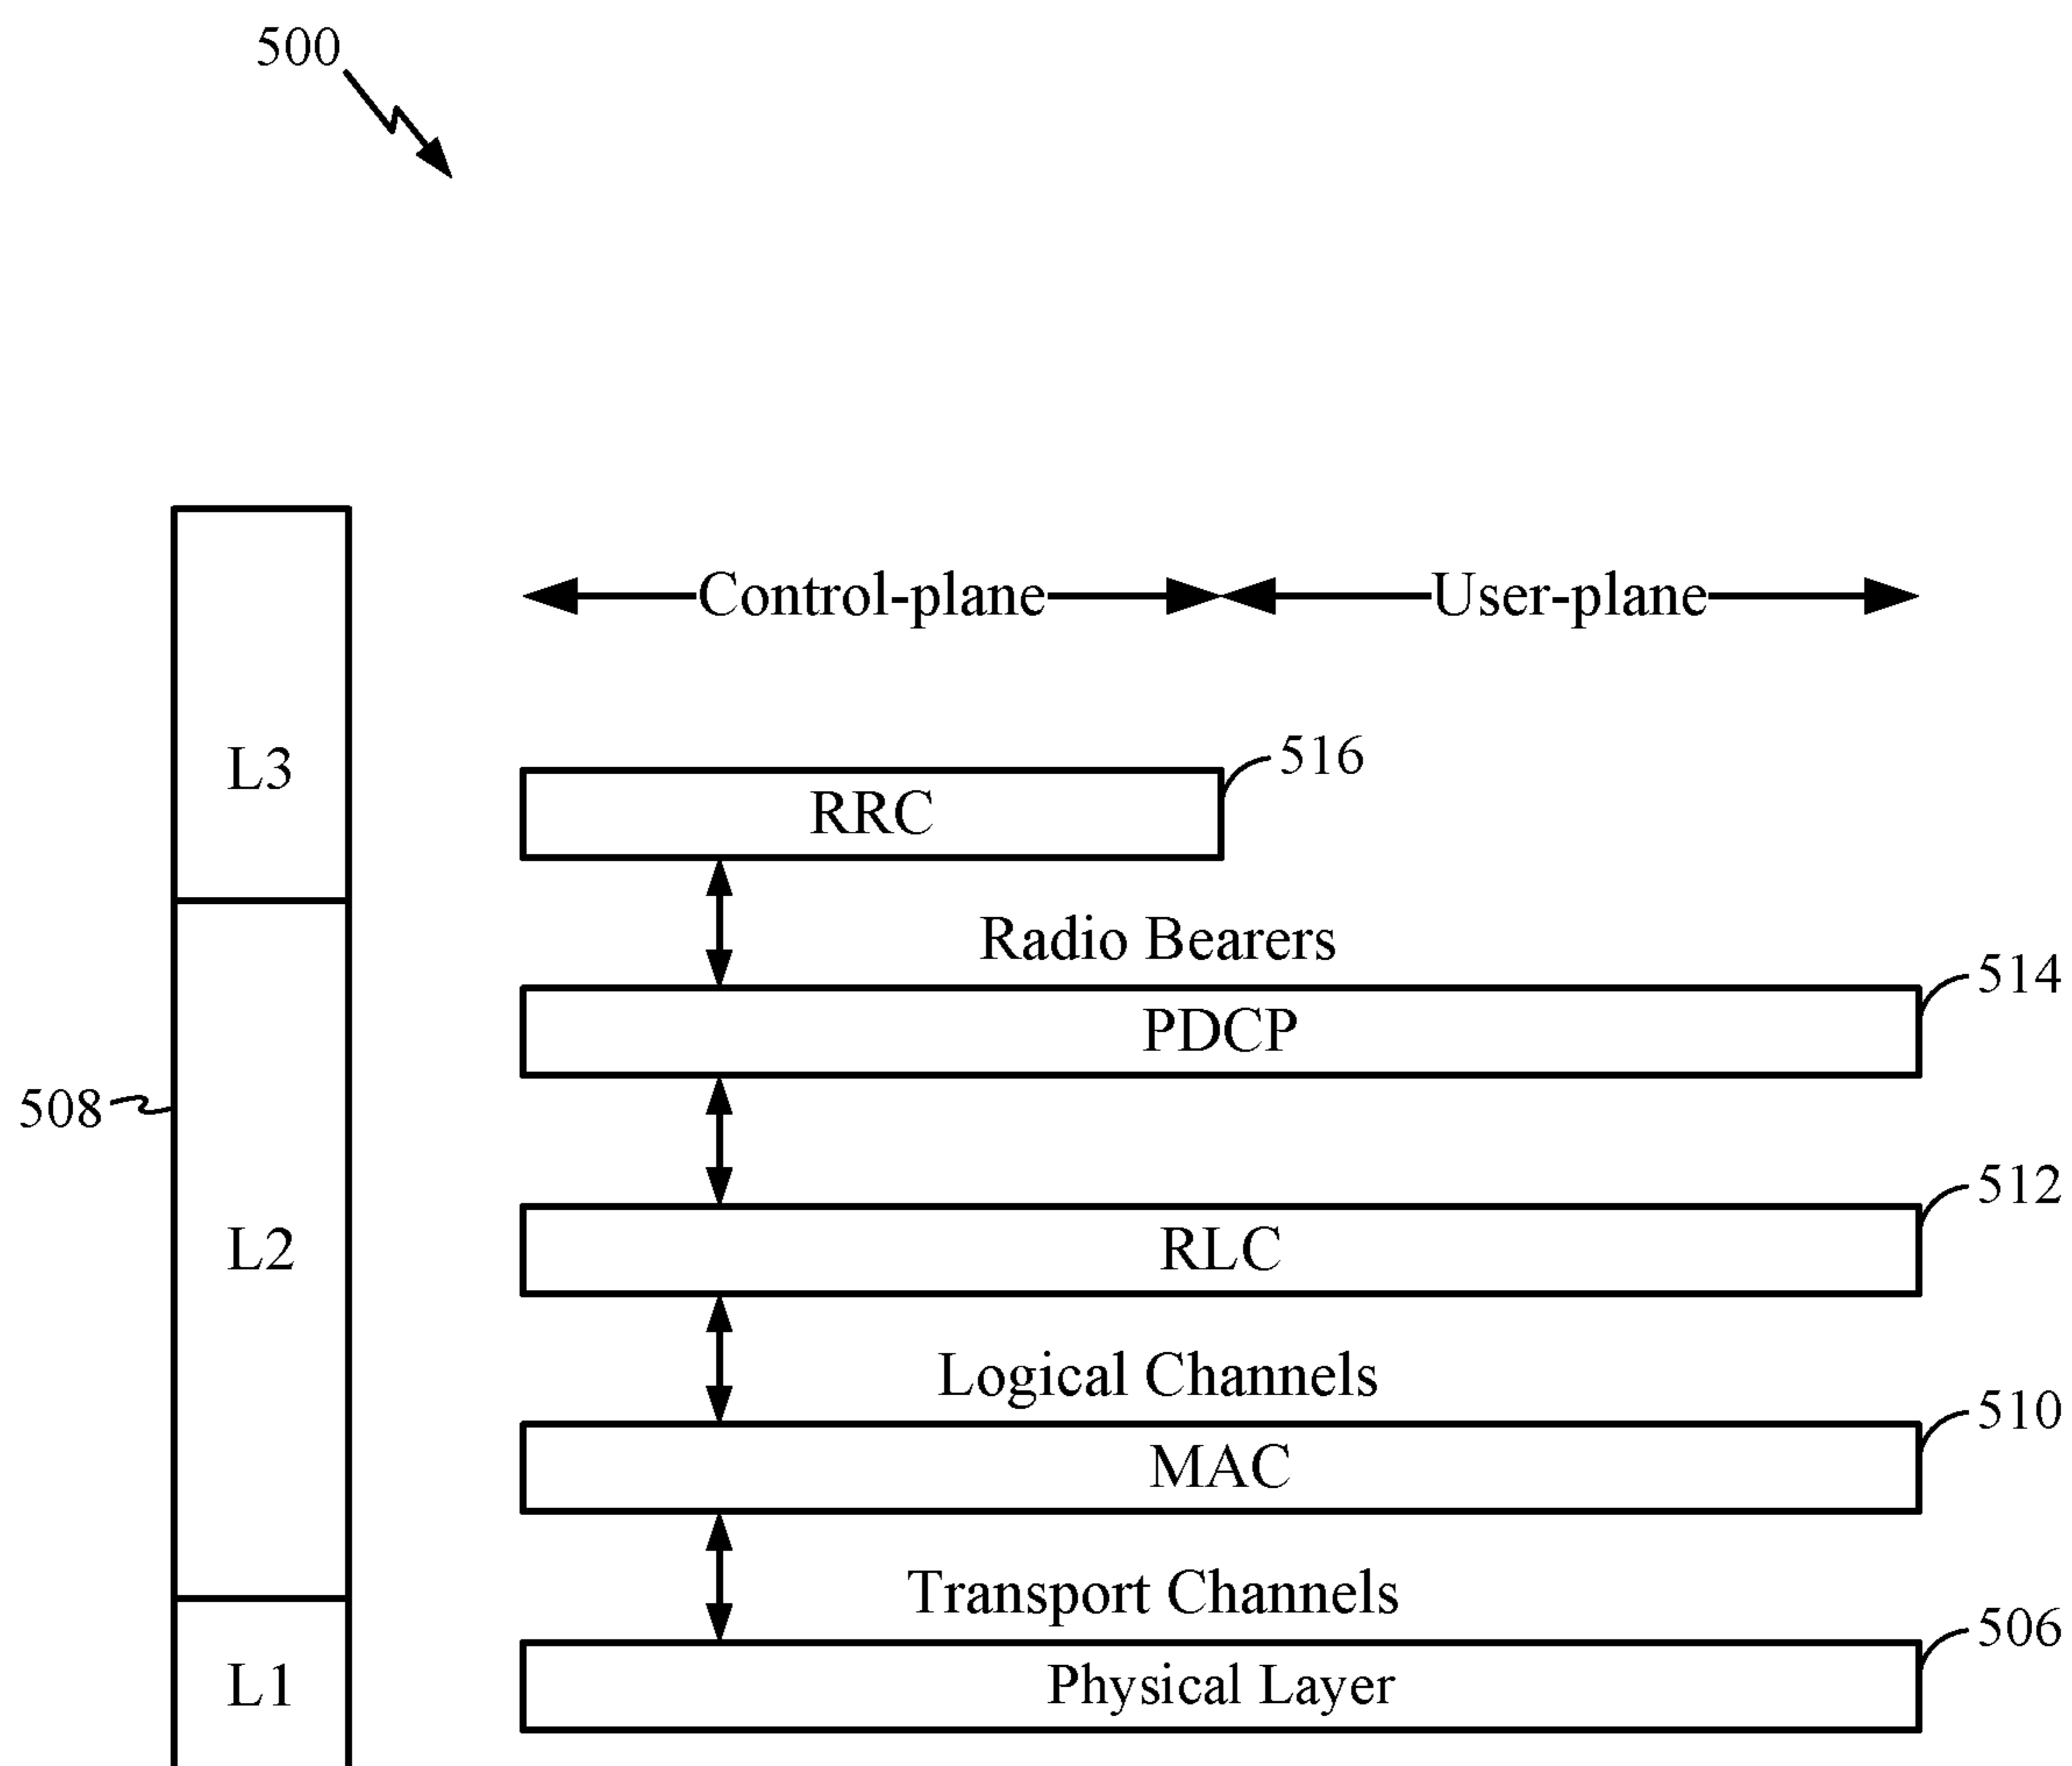 500
Control-plane User-plane
516
L3
RRC
Radio Bearers
514
PDCP
508
512
L2
RLC
Logical Channels
510
MAC
Transport Channels
506
L1
Physical Layer